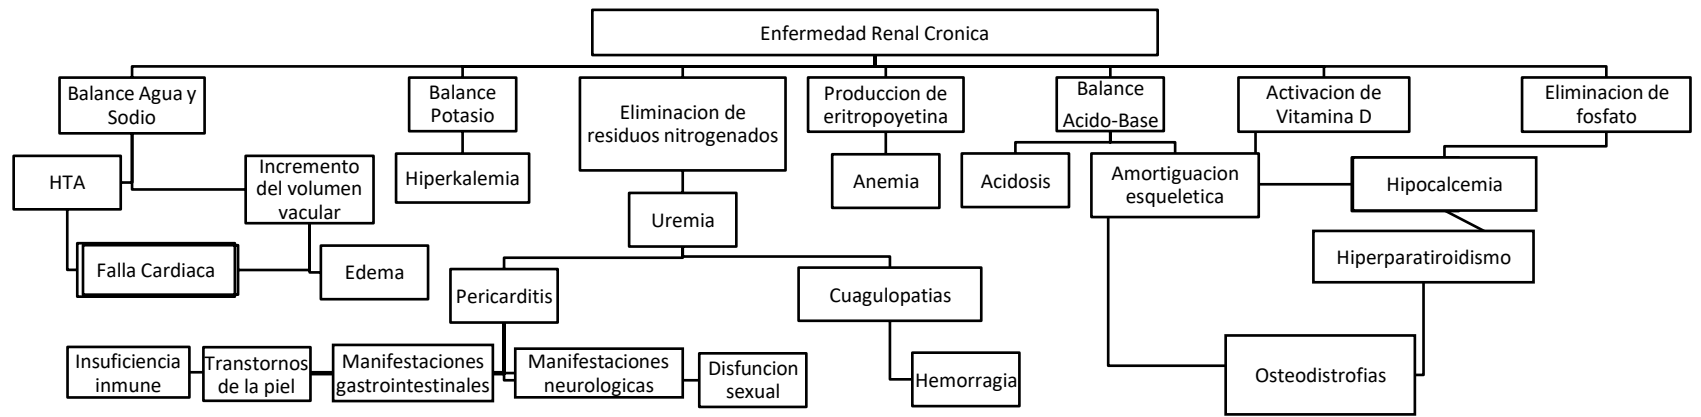 Enfermedad Renal Cronica
Balance Agua y
Sodio
Balance
Potasio
Eliminacion de
residuos nitrogenados
Produccion de
eritropoyetina
Balance
Acido-Base
Activacion de
Vitamina D
Eliminacion de
fosfato
HTA
Incremento
del volumen
vacular
Hiperkalemia
Anemia
Acidosis
Amortiguacion
esqueletica
Hipocalcemia
Uremia
Hiperparatiroidismo
Falla Cardiaca
Edema
Pericarditis
Cuagulopatias
Insuficiencia
inmune
Transtornos
de la piel
Manifestaciones
gastrointestinales
Manifestaciones
neurologicas
Disfuncion
sexual
Hemorragia
Osteodistrofias